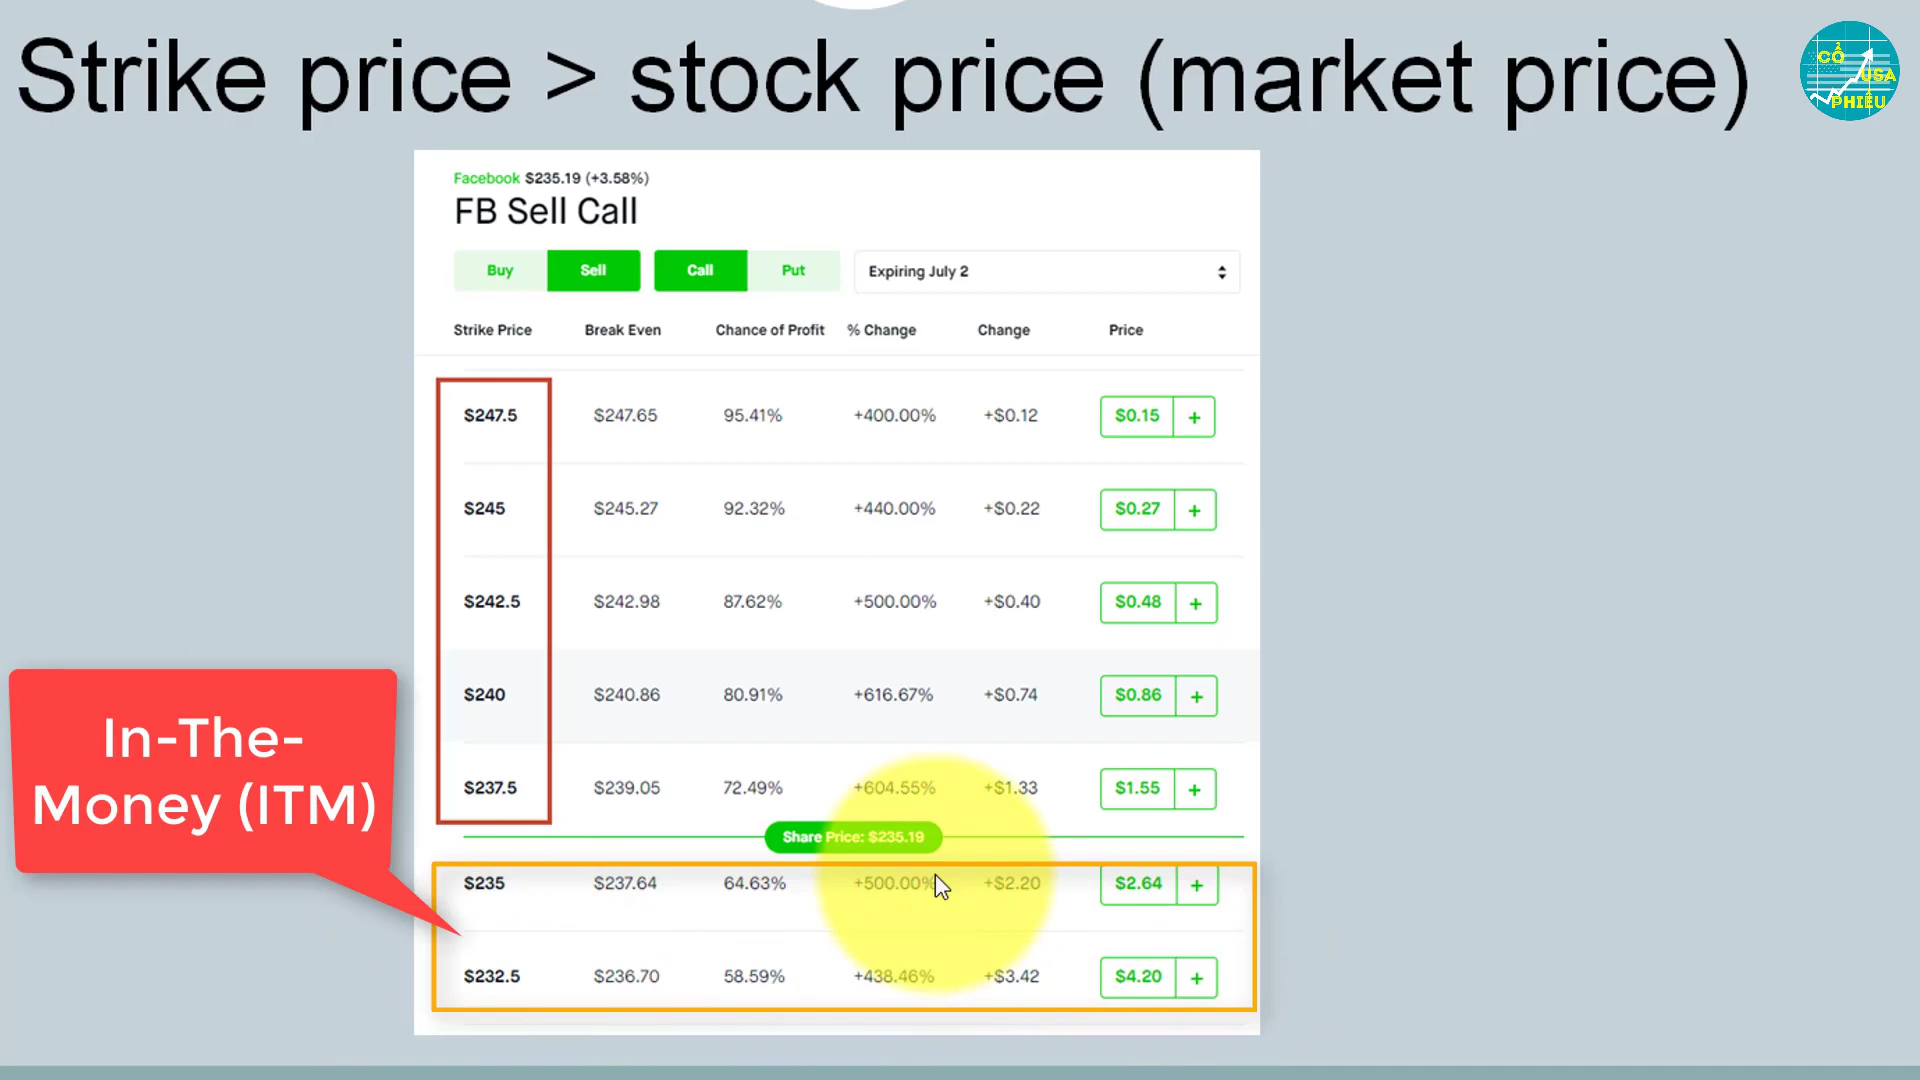 Strike price > stock price (market price)
CỔ
USA
PHIẾU
Facebook $235.19 (+3.58%)
FB Sell Call
Buy Sell Call Put Expiring July 2
Strike Price Break Even Chance of Profit % Change Change Price
$247.5 $247.65 95.41% +400.00% +$0.12 $0.15 +
$245 $245.27 92.32% +440.00% +$0.22 $0.27 +
$242.5 $242.98 87.62% +500.00% +$0.40 $0.48 +
$240 $240.86 80.91% +616.67% +$0.74 $0.86 +
$237.5 $239.05 72.49% +604.55% +$1.33 $1.55 +
Share Price: $235.19
$235 $237.64 64.63% +500.00% +$2.20 $2.64 +
$232.5 $236.70 58.59% +438.46% +$3.42 $4.20 +
In-The-
Money (ITM)